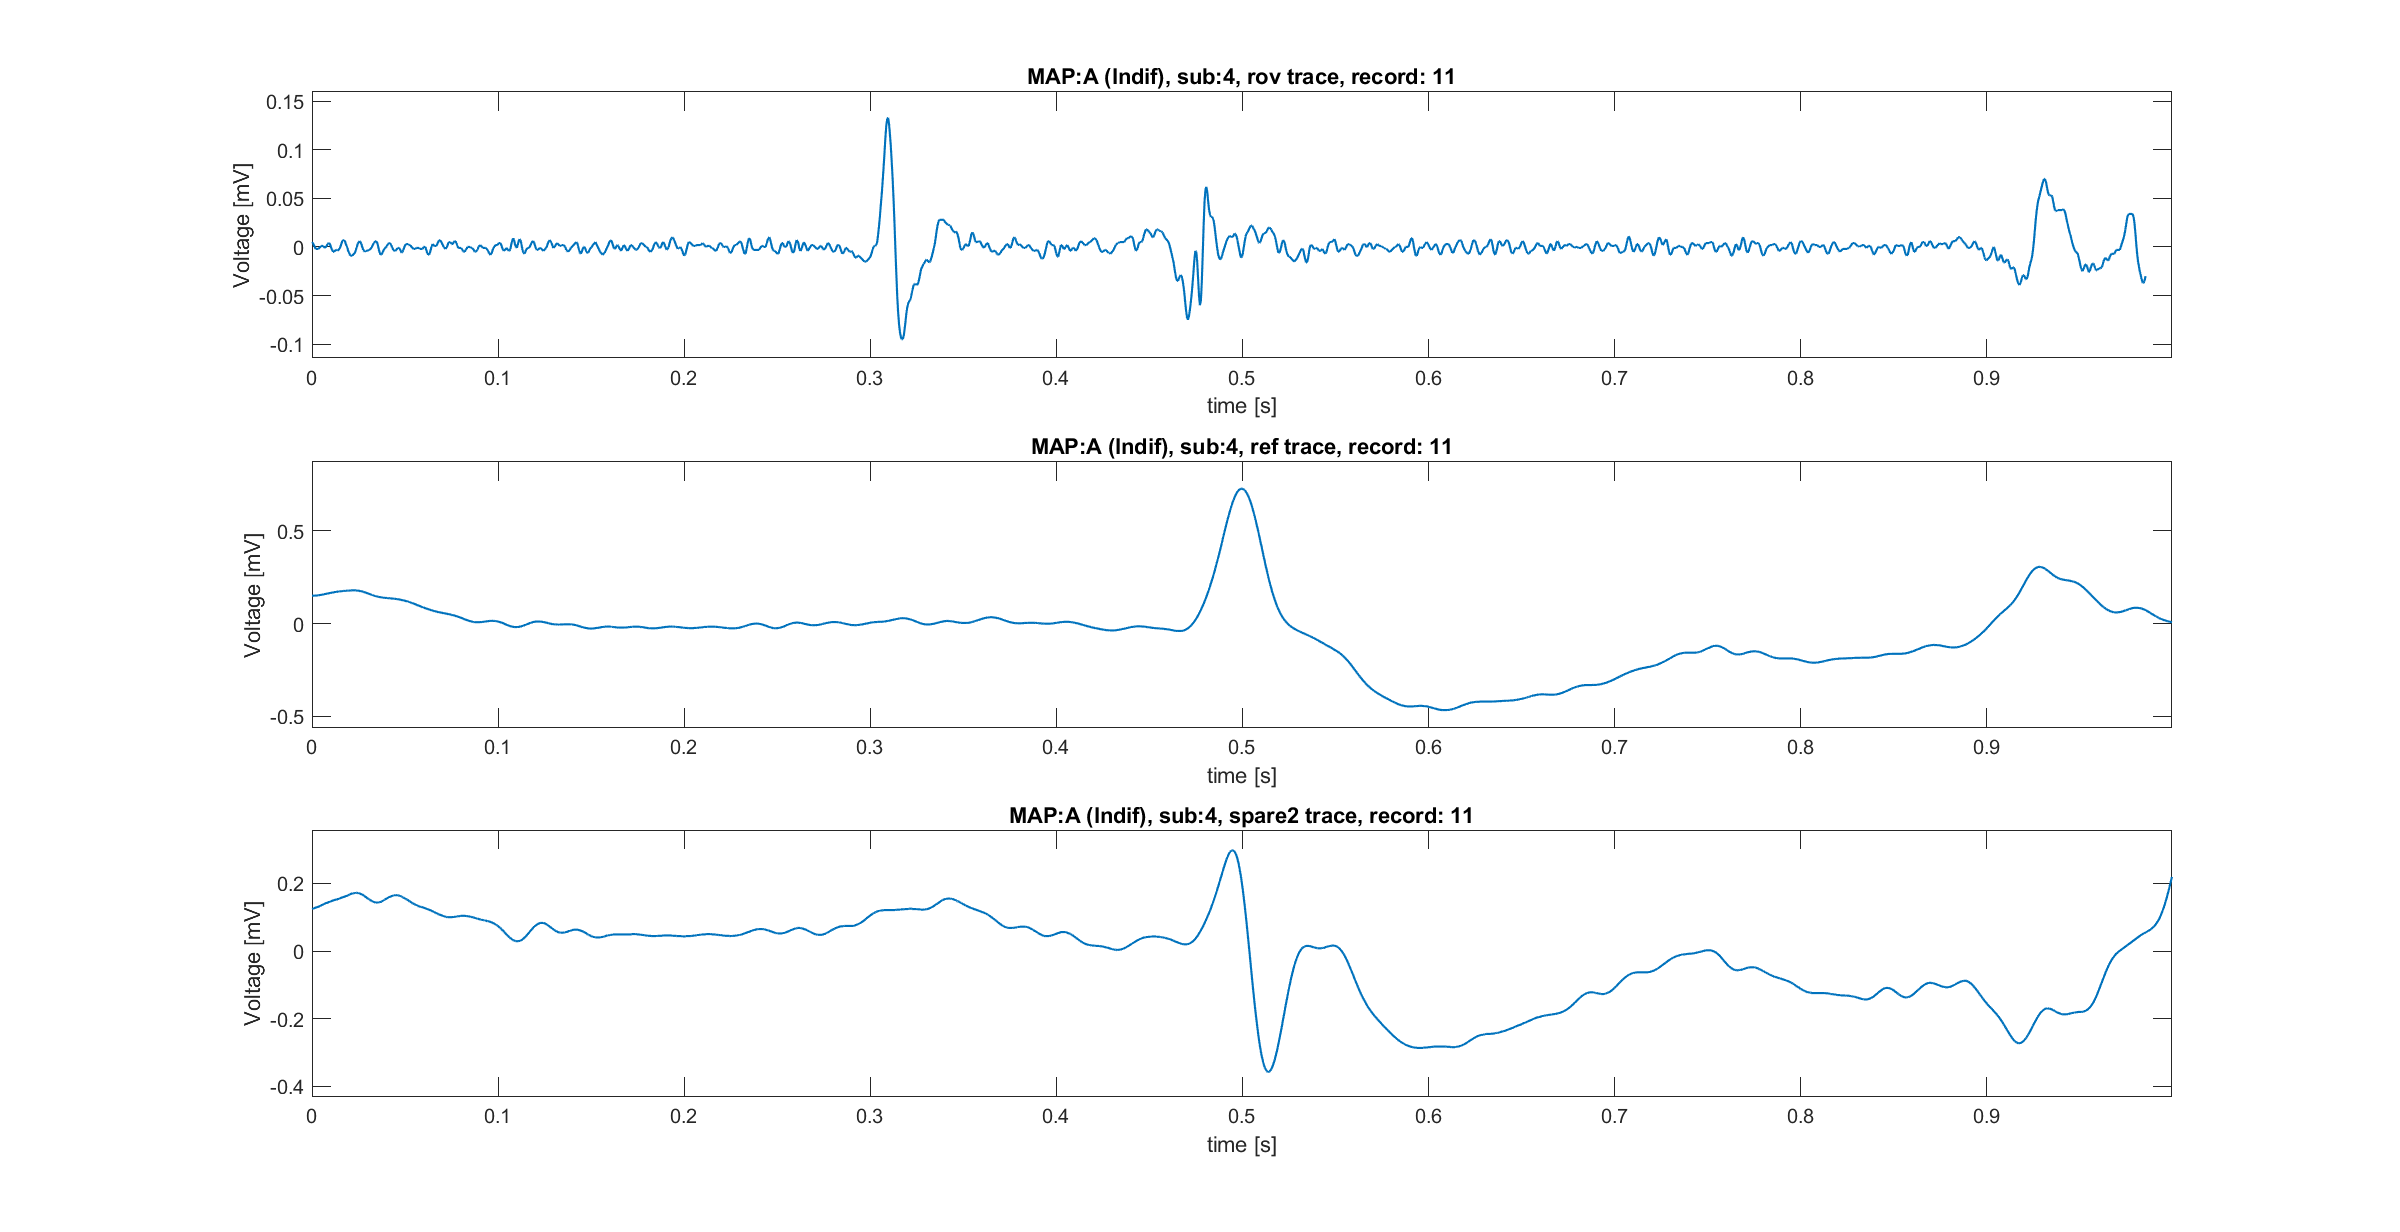 MAP:A (Indif), sub:4, rov trace, record: 11
Voltage [mV]
0.15
0.1
0.05
0
-0.05
-0.1
0 0.1 0.2 0.3 0.4 0.5 0.6 0.7 0.8 0.9
time [s]
MAP:A (Indif), sub:4, ref trace, record: 11
Voltage [mV]
0.5
0
-0.5
0 0.1 0.2 0.3 0.4 0.5 0.6 0.7 0.8 0.9
time [s]
MAP:A (Indif), sub:4, spare2 trace, record: 11
Voltage [mV]
0.2
0
-0.2
-0.4
0 0.1 0.2 0.3 0.4 0.5 0.6 0.7 0.8 0.9
time [s]